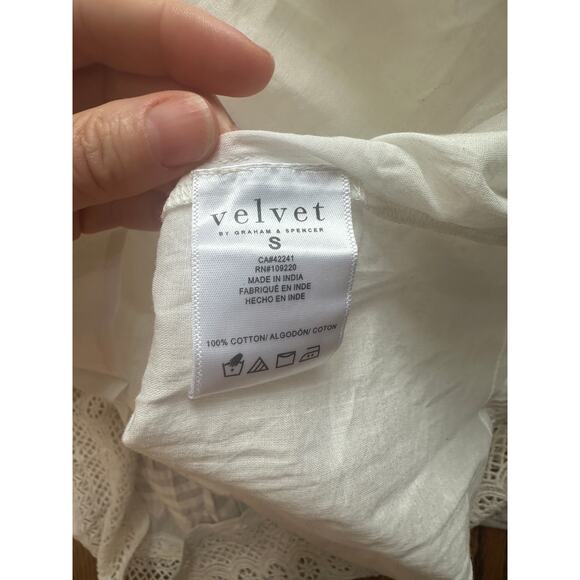 velvet
BY GRAHAM & SPENCER
S
CA#42241
RN#109220
MADE IN INDIA
FABRIQUÉ EN INDE
HECHO EN INDE
100% COTTON/ ALGODÓN/ COTON